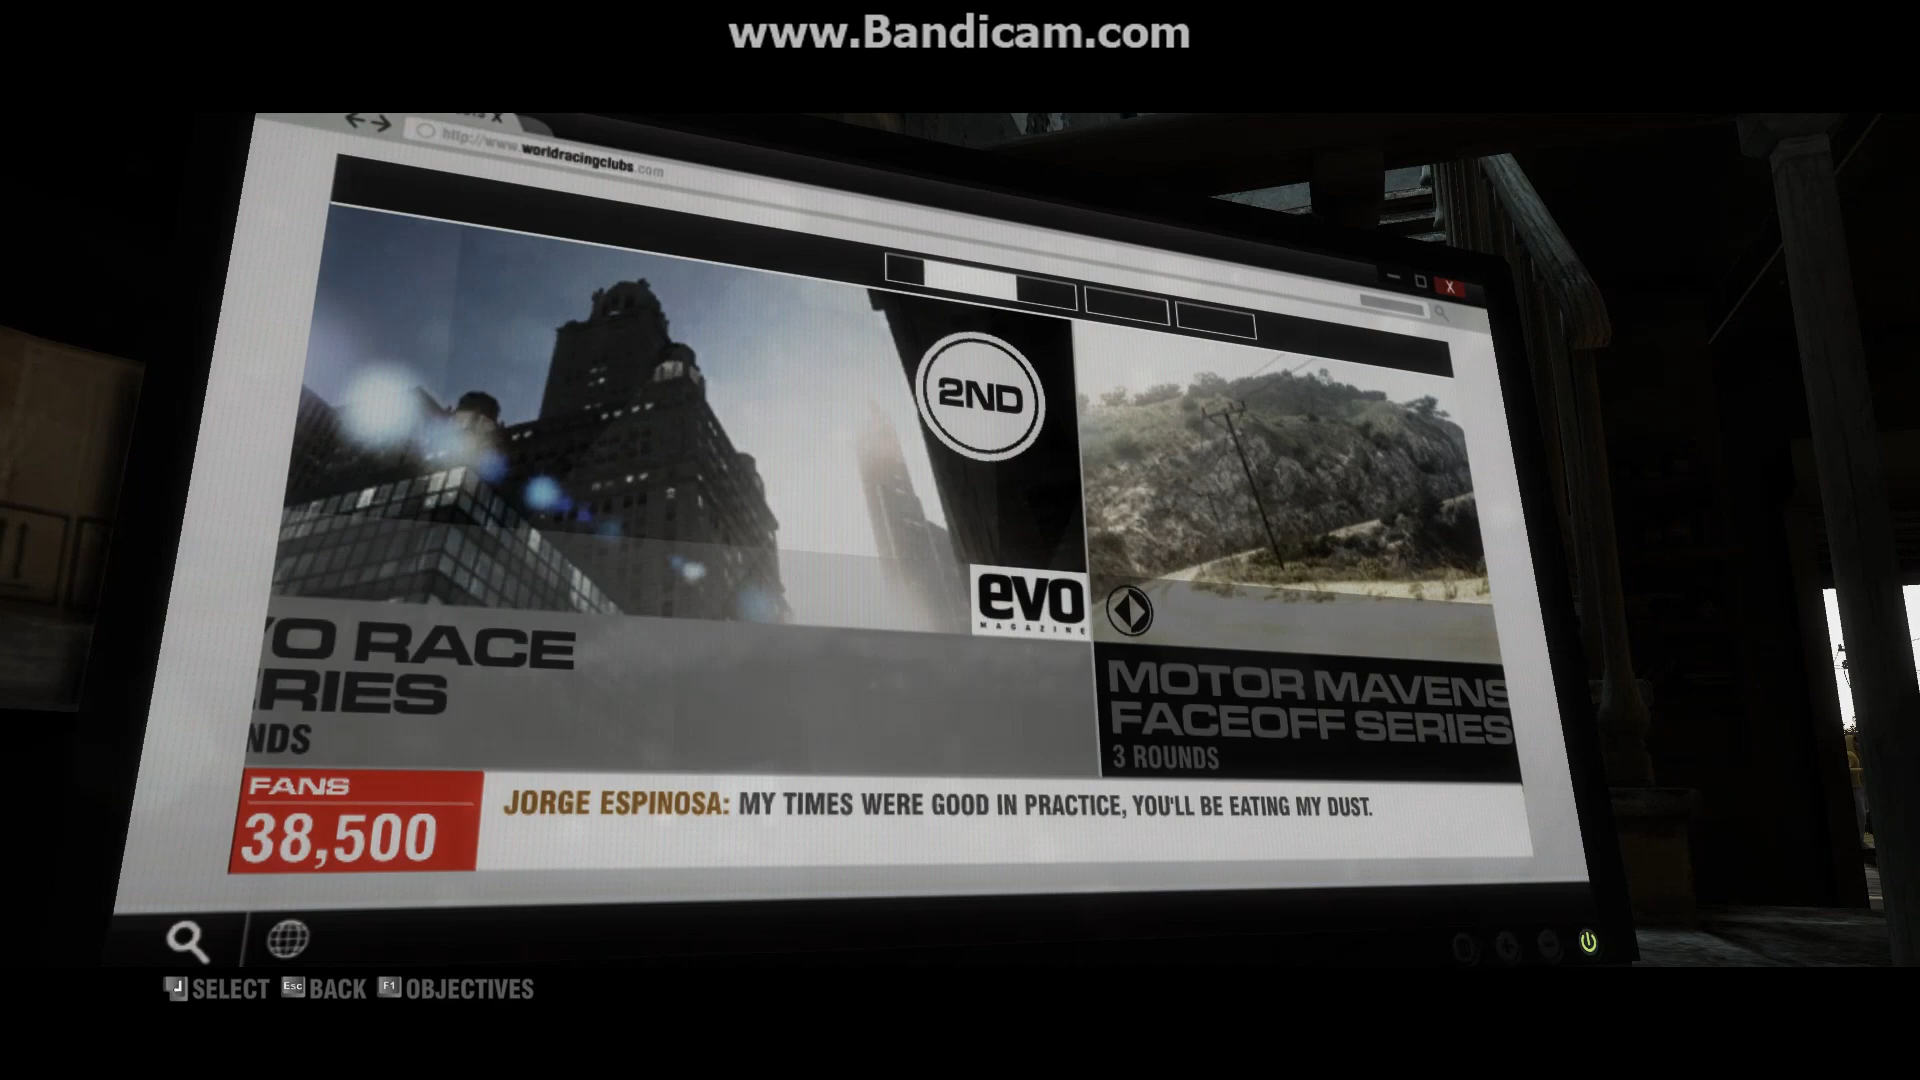 www.Bandicam.com
X
http://www.worldracingclubs.com
X
2ND
evo
MAGAZINE
VO RACE
RIES
NDS
MOTOR MAVENS
FACEOFF SERIES
3 ROUNDS
FANS
38,500
JORGE ESPINOSA: MY TIMES WERE GOOD IN PRACTICE, YOU'LL BE EATING MY DUST.
SELECT Esc BACK F1 OBJECTIVES